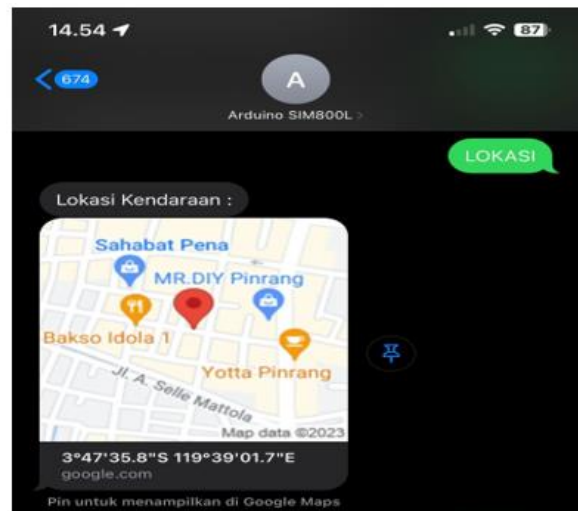 14.54
87
674
A
Arduino SIM800L
LOKASI
Lokasi Kendaraan :
Sahabat Pena
MR.DIY Pinrang
Bakso Idola 1
Yotta Pinrang
Jl. A. Selle Mattola
Map data ©2023
3°47'35.8"S 119°39'01.7"E
google.com
Pin untuk menampilkan di Google Maps